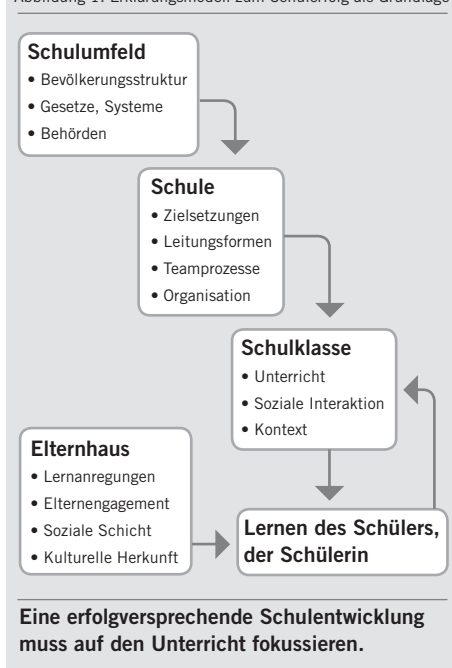 Abbildung 1: Erklärungsmodell zum Schulerfolg als Grundlage
Schulumfeld
• Bevölkerungsstruktur
• Gesetze, Systeme
• Behörden
Schule
• Zielsetzungen
• Leitungsformen
• Teamprozesse
• Organisation
Schulklasse
• Unterricht
• Soziale Interaktion
• Kontext
Elternhaus
• Lernanregungen
• Elternengagement
• Soziale Schicht
• Kulturelle Herkunft
Lernen des Schülers,
der Schülerin
Eine erfolgversprechende Schulentwicklung
muss auf den Unterricht fokussieren.